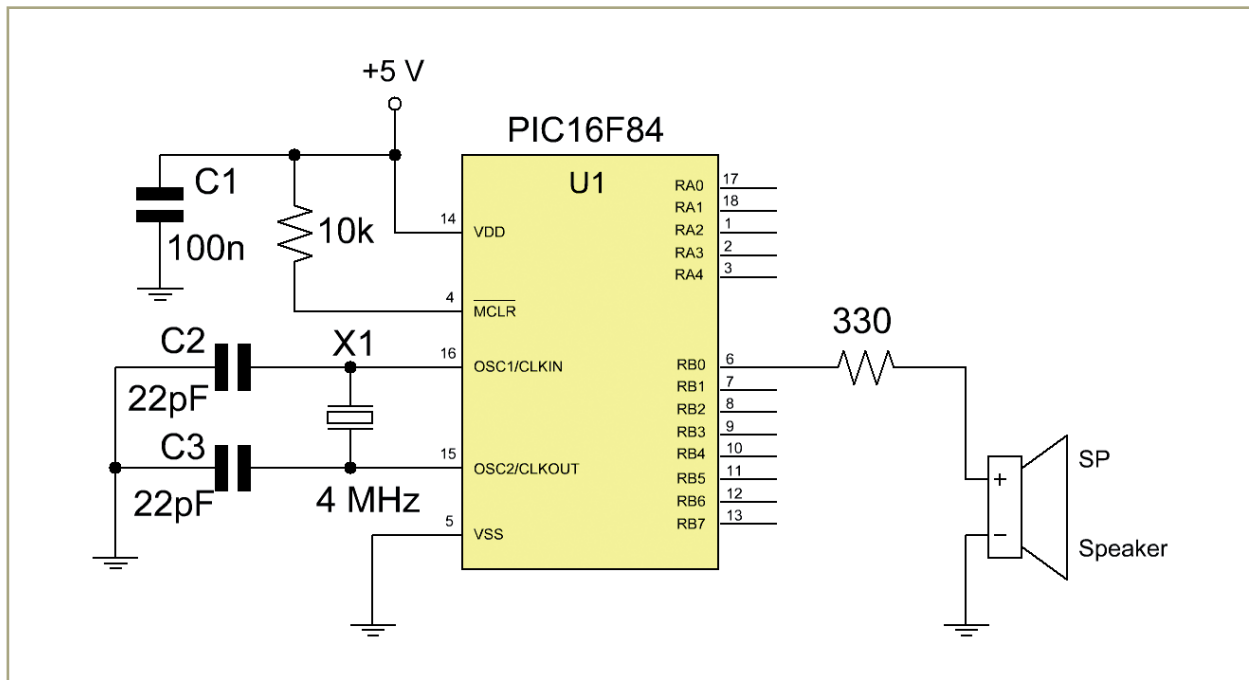 +5 V
PIC16F84
U1
C1
100n
10k
14
VDD
4
MCLR
C2
22pF
X1
16
OSC1/CLKIN
C3
22pF
4 MHz
15
OSC2/CLKOUT
5
VSS
RA0 17
RA1 18
RA2 1
RA3 2
RA4 3
RB0 6
RB1 7
RB2 8
RB3 9
RB4 10
RB5 11
RB6 12
RB7 13
330
+
−
SP
Speaker